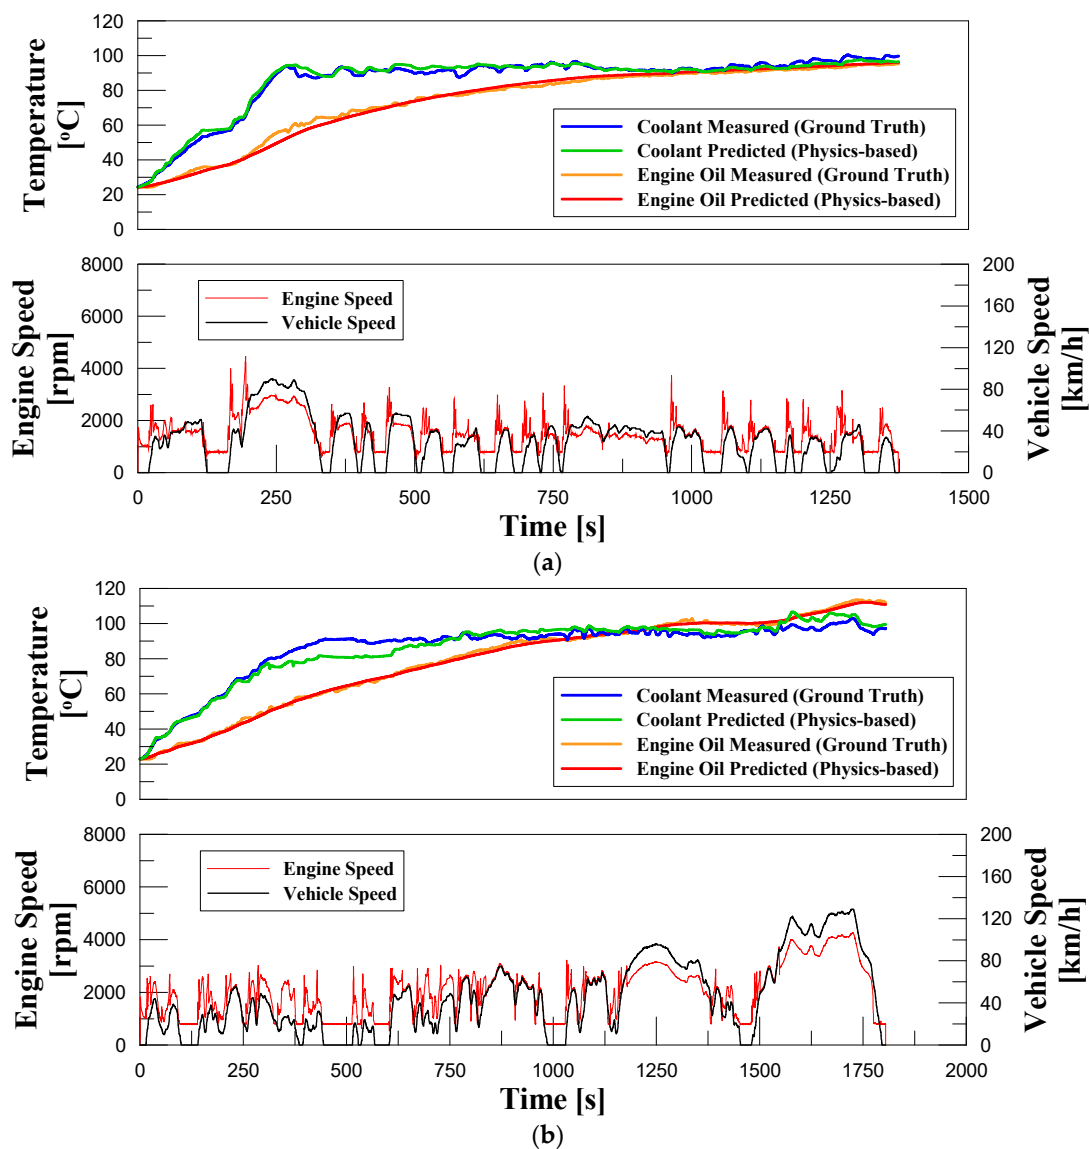 120
100
80
60
40
20
0
Temperature
[°C]
Coolant Measured (Ground Truth)
Coolant Predicted (Physics-based)
Engine Oil Measured (Ground Truth)
Engine Oil Predicted (Physics-based)
8000
6000
4000
2000
0
Engine Speed
[rpm]
Engine Speed
Vehicle Speed
200
160
120
80
40
0
Vehicle Speed
[km/h]
0 250 500 750 1000 1250 1500
Time [s]
(a)
120
100
80
60
40
20
0
Temperature
[°C]
Coolant Measured (Ground Truth)
Coolant Predicted (Physics-based)
Engine Oil Measured (Ground Truth)
Engine Oil Predicted (Physics-based)
8000
6000
4000
2000
0
Engine Speed
[rpm]
Engine Speed
Vehicle Speed
200
160
120
80
40
0
Vehicle Speed
[km/h]
0 250 500 750 1000 1250 1500 1750 2000
Time [s]
(b)